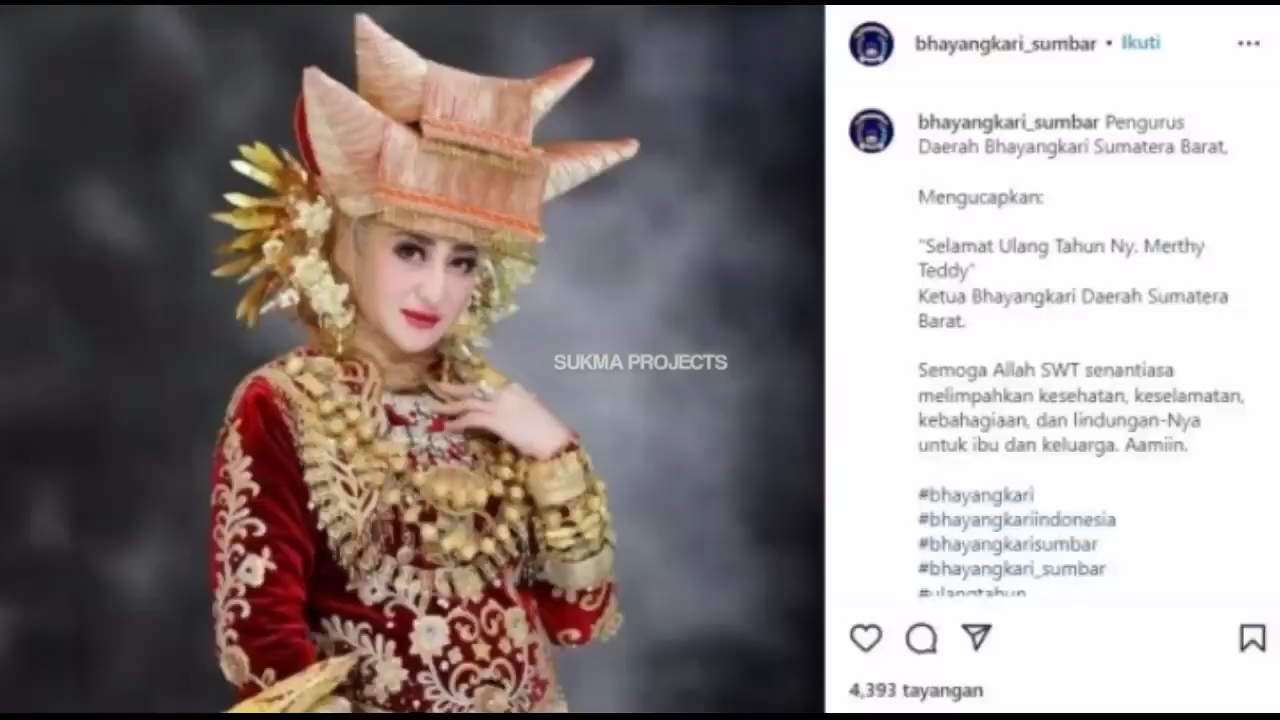 SUKMA PROJECTS
bhayangkari_sumbar • Ikuti
bhayangkari_sumbar Pengurus
Daerah Bhayangkari Sumatera Barat,
Mengucapkan:
"Selamat Ulang Tahun Ny. Merthy
Teddy"
Ketua Bhayangkari Daerah Sumatera
Barat.
Semoga Allah SWT senantiasa
melimpahkan kesehatan, keselamatan,
kebahagiaan, dan lindungan-Nya
untuk ibu dan keluarga. Aamiin.
#bhayangkari
#bhayangkariindonesia
#bhayangkarisumbar
#bhayangkari_sumbar
#ulangtahun
4,393 tayangan